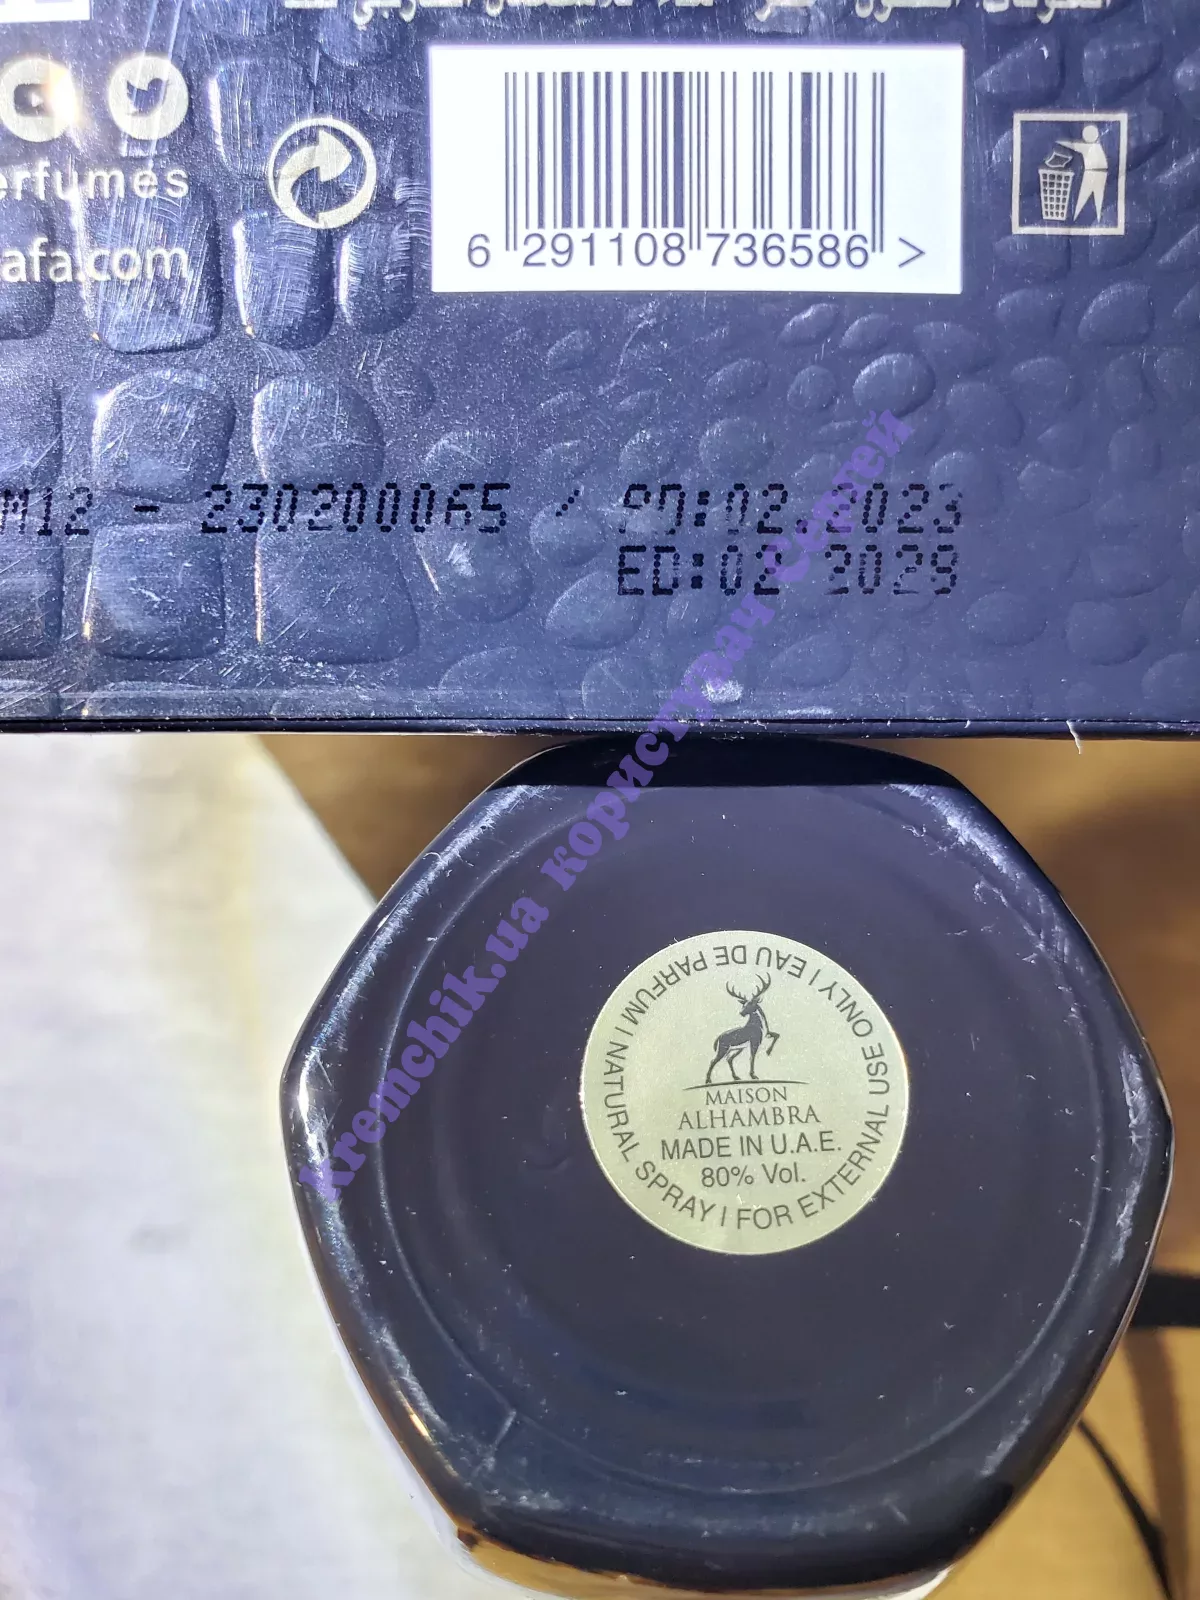 erfumes
afa.com
6 291108 736586 >
M12 - 230200065 / PD:02.2023
ED:02 2029
kremchik.ua користувач Сергей
EAU DE PARFUM / NATURAL SPRAY / FOR EXTERNAL USE ONLY /
MAISON
ALHAMBRA
MADE IN U.A.E.
80% Vol.